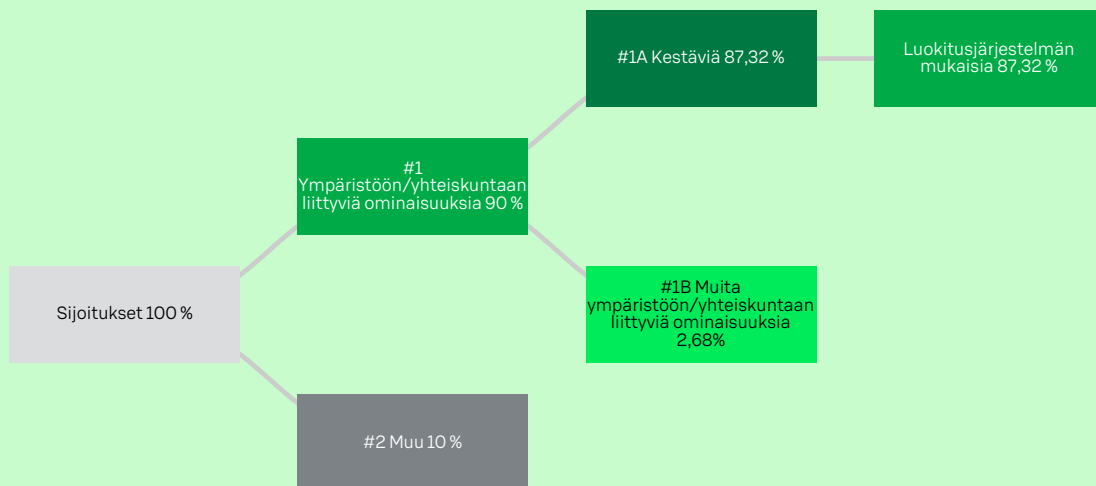 #1A Kestäviä 87,32 %
Luokitusjärjestelmän
mukaisia 87,32 %
#1
Ympäristöön/yhteiskuntaan
liittyviä ominaisuuksia 90 %
Sijoitukset 100 %
#1B Muita
ympäristöön/yhteiskuntaan
liittyviä ominaisuuksia
2,68%
#2 Muu 10 %